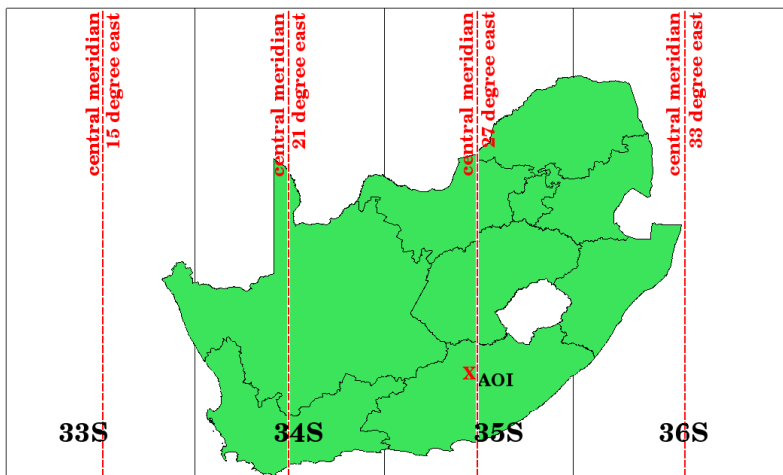 central meridian
15 degree east
central meridian
21 degree east
central meridian
27 degree east
central meridian
33 degree east
X
AOI
33S
34S
35S
36S